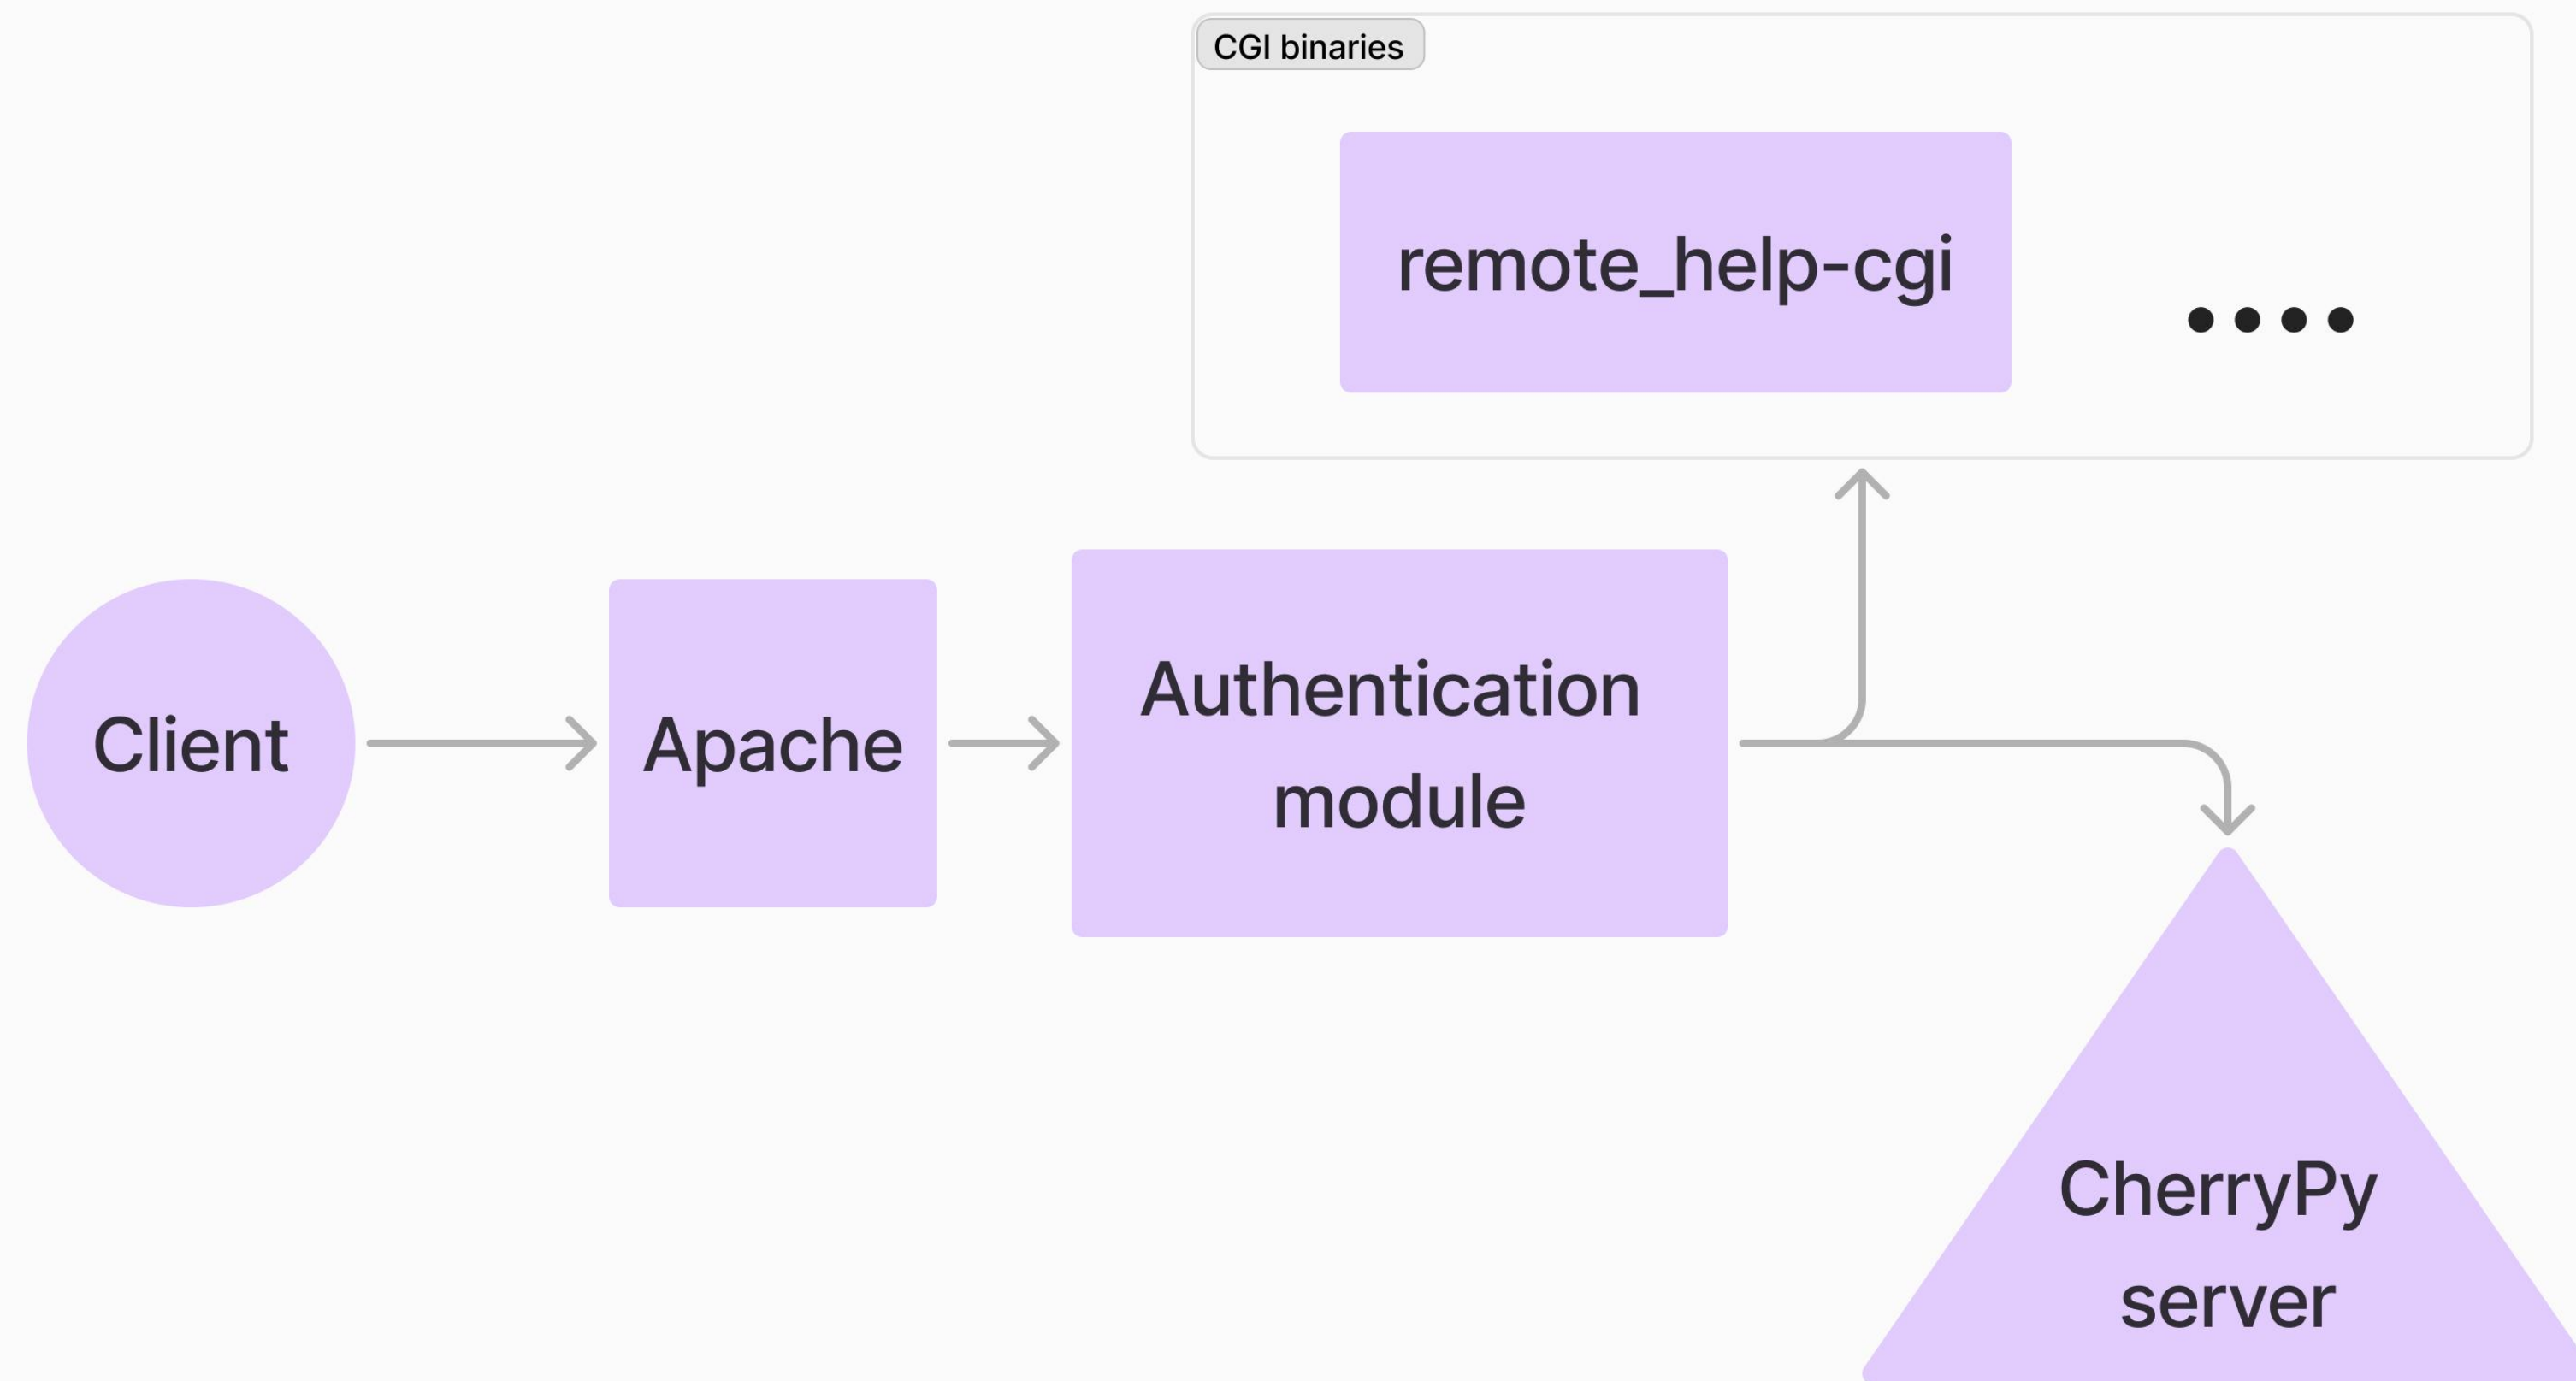 CGI binaries
remote_help-cgi
....
Client
Apache
Authentication
module
CherryPy
server